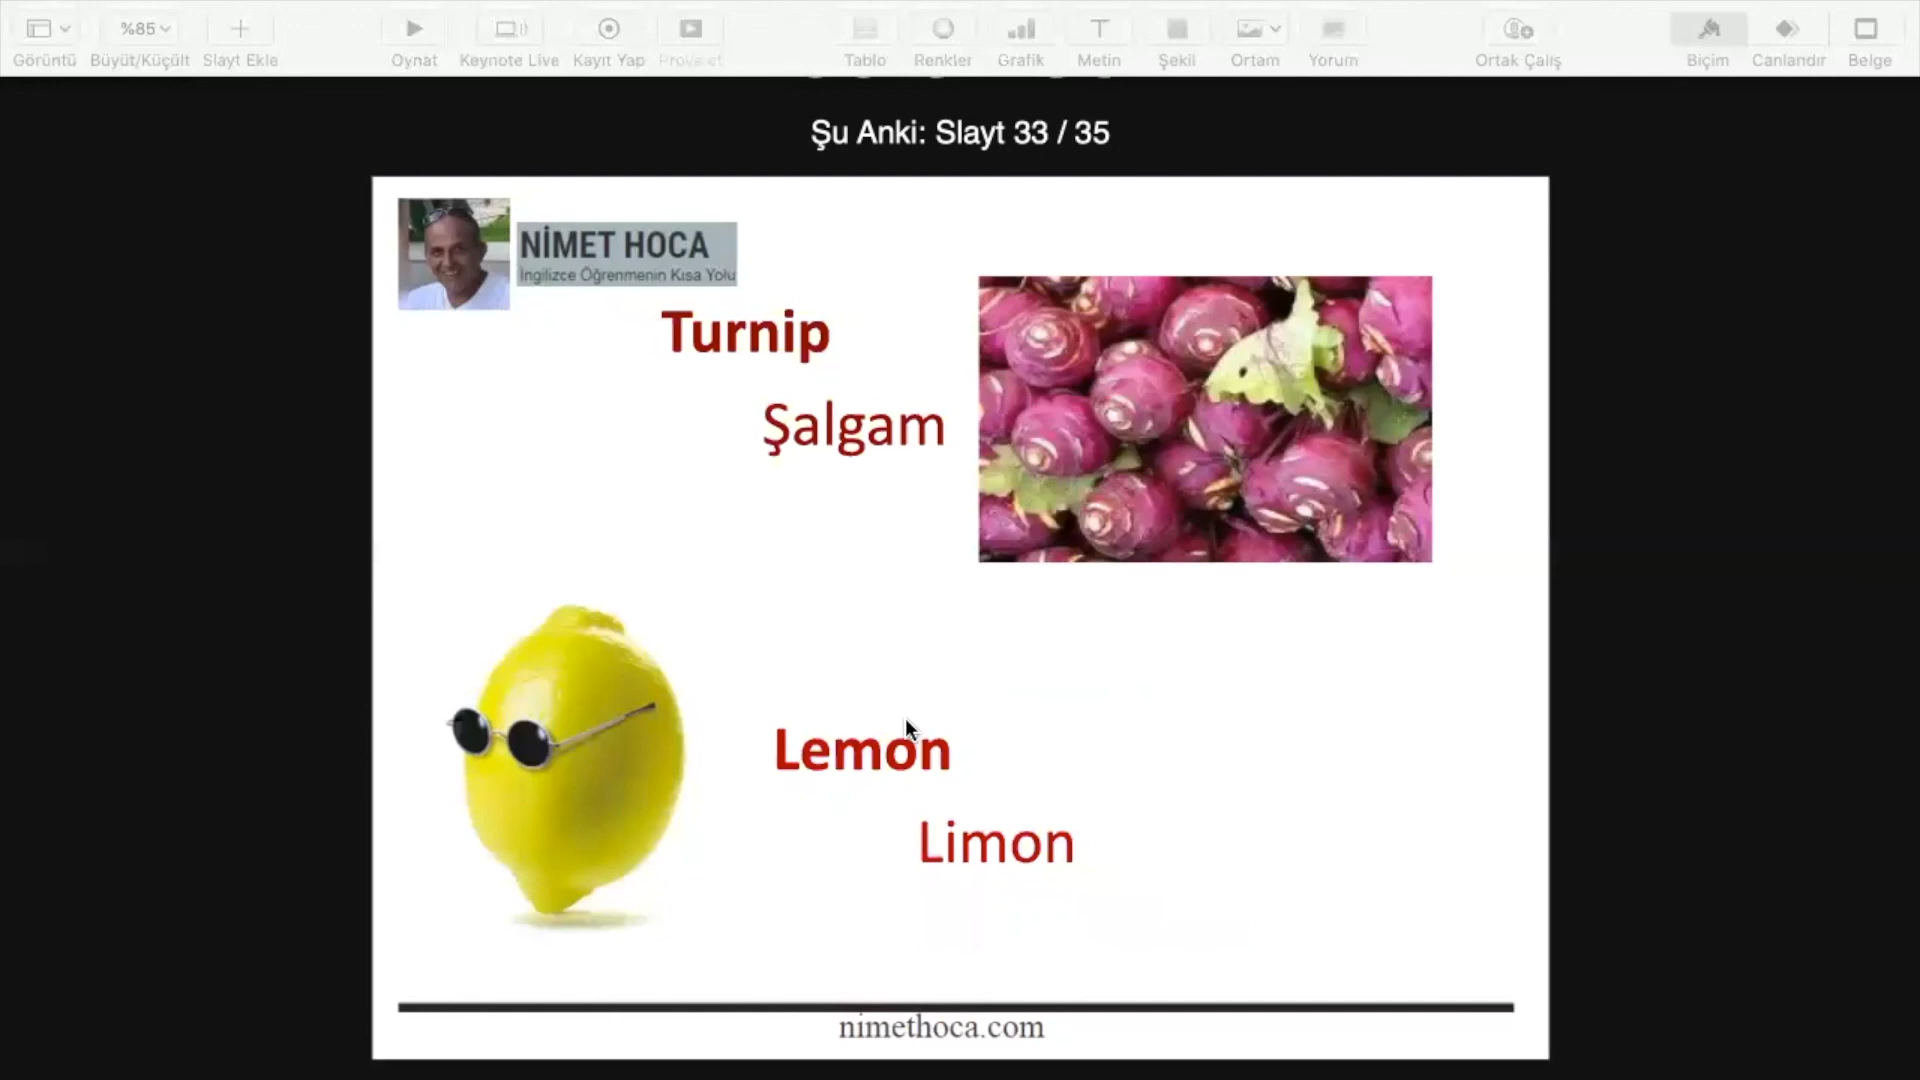 %85
Görüntü
Büyüt/Küçült
Slayt Ekle
Oynat
Keynote Live
Kayıt Yap
Tablo
Renkler
Grafik
Metin
Şekil
Ortam
Yorum
Ortak Çalış
Biçim
Canlandır
Belge
Şu Anki: Slayt 33 / 35
NİMET HOCA
İngilizce Öğrenmenin Kısa Yolu
Turnip
Şalgam
Lemon
Limon
nimethoca.com